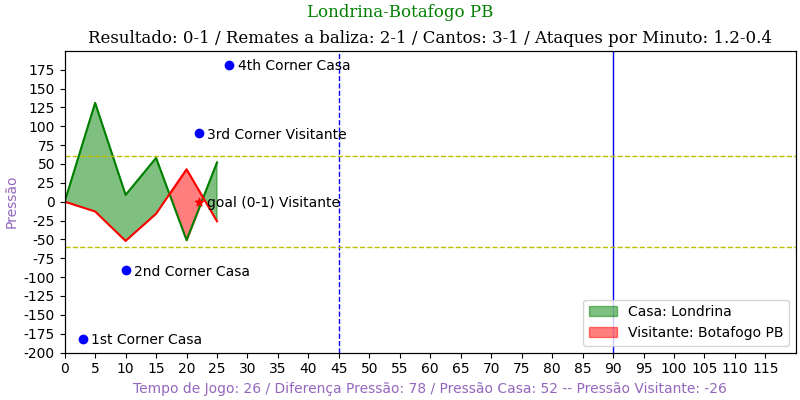 Londrina-Botafogo PB
Resultado: 0-1 / Remates a baliza: 2-1 / Cantos: 3-1 / Ataques por Minuto: 1.2-0.4
175
150
125
100
75
50
25
0
-25
-50
-75
-100
-125
-150
-175
-200
Pressão
4th Corner Casa
3rd Corner Visitante
goal (0-1) Visitante
2nd Corner Casa
1st Corner Casa
Casa: Londrina
Visitante: Botafogo PB
0 5 10 15 20 25 30 35 40 45 50 55 60 65 70 75 80 85 90 95 100 105 110 115
Tempo de Jogo: 26 / Diferença Pressão: 78 / Pressão Casa: 52 -- Pressão Visitante: -26